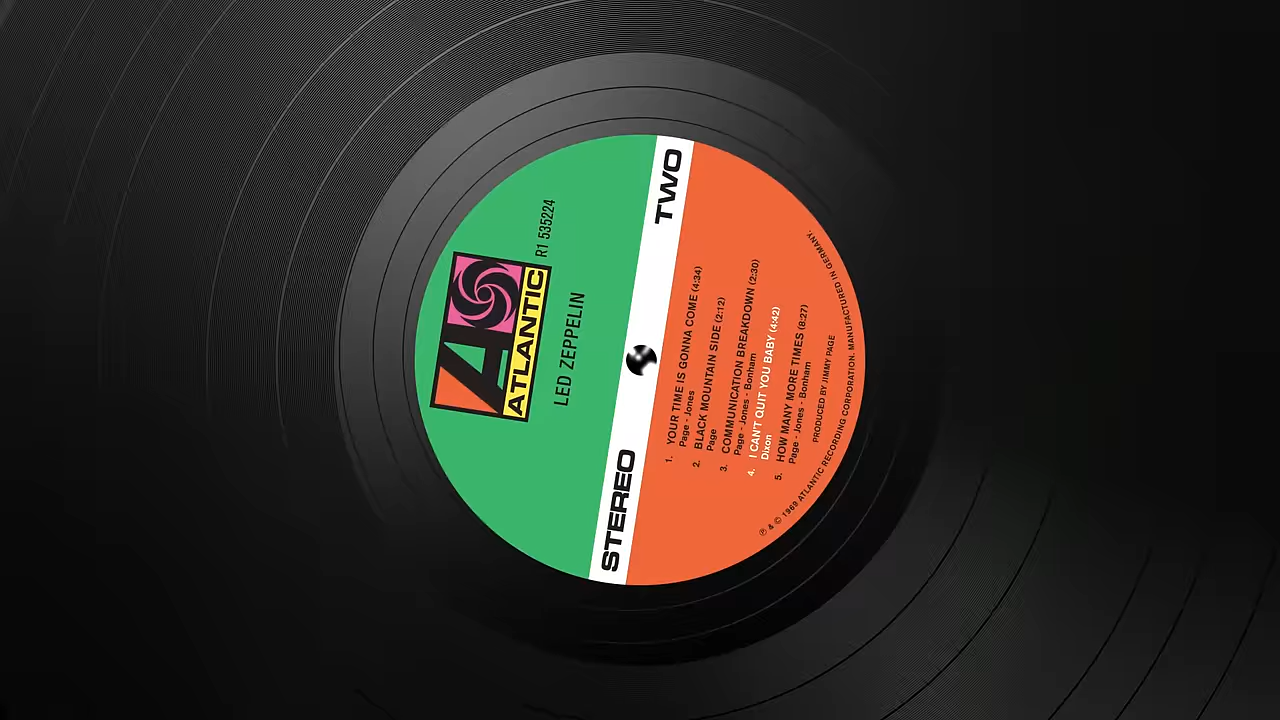 ATLANTIC
R1 535224
LED ZEPPELIN
STEREO TWO
1. YOUR TIME IS GONNA COME (4:34)
Page - Jones
2. BLACK MOUNTAIN SIDE (2:12)
Page
3. COMMUNICATION BREAKDOWN (2:30)
Page - Jones - Bonham
4. I CAN'T QUIT YOU BABY (4:42)
Dixon
5. HOW MANY MORE TIMES (8:27)
Page - Jones - Bonham
PRODUCED BY JIMMY PAGE
℗ & © 1969 ATLANTIC RECORDING CORPORATION. MANUFACTURED IN GERMANY.